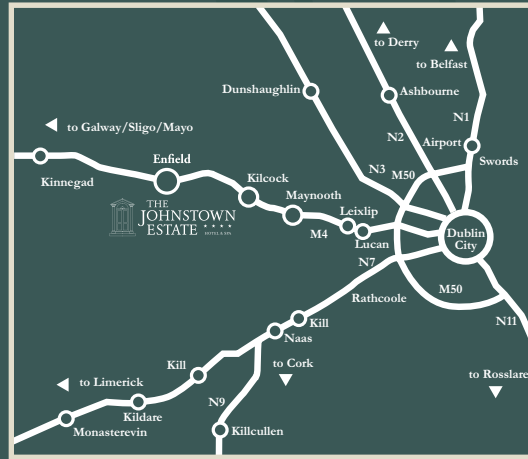 to Derry
to Belfast
Dunshaughlin
Ashbourne
N1
to Galway/Sligo/Mayo
N2
Airport
Enfield
Swords
Kinnegad
Kilcock
N3
M50
Maynooth
THE
JOHNSTOWN
ESTATE
HOTEL & SPA
Leixlip
M4
Lucan
Dublin
City
N7
Rathcoole
M50
N11
Kill
Naas
Kill
to Cork
to Limerick
to Rosslare
N9
Kildare
Monasterevin
Killcullen